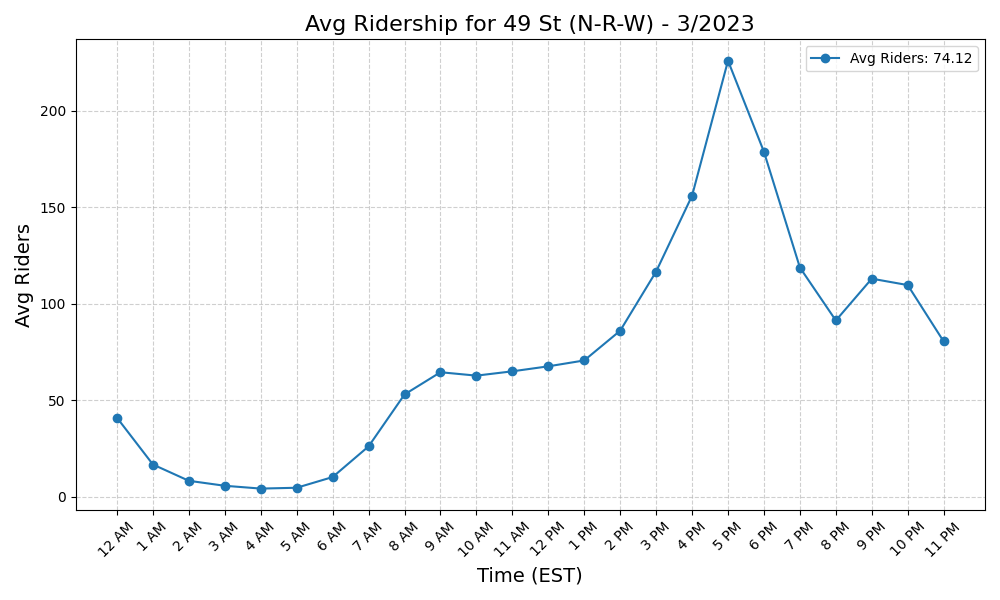 Avg Ridership for 49 St (N-R-W) - 3/2023
Avg Riders: 74.12
Avg Riders
200
150
100
50
0
12 AM
1 AM
2 AM
3 AM
4 AM
5 AM
6 AM
7 AM
8 AM
9 AM
10 AM
11 AM
12 PM
1 PM
2 PM
3 PM
4 PM
5 PM
6 PM
7 PM
8 PM
9 PM
10 PM
11 PM
Time (EST)